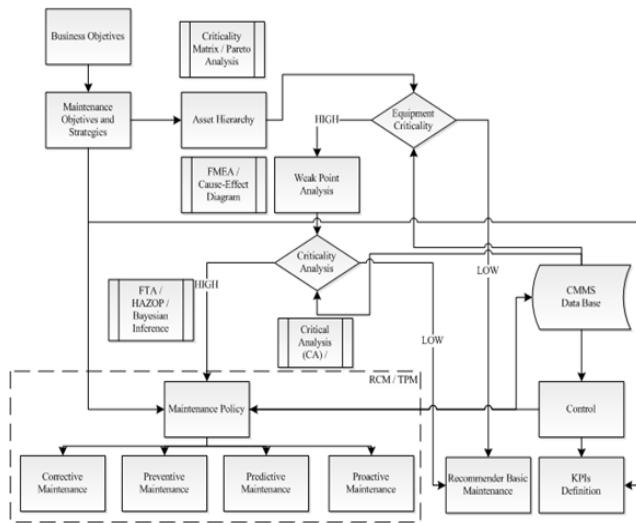 Business Objetives
Criticality
Matrix / Pareto
Analysis
Maintenance
Objetives and
Strategies
Asset Hierarchy
Equipment
Criticality
HIGH
FMEA /
Cause-Effect
Diagram
Weak Point
Analysis
Criticality
Analysis
HIGH
LOW
FTA /
HAZOP /
Bayesian
Inference
Critical
Analysis
(CA) /
LOW
CMMS
Data Base
RCM / TPM
Maintenance Policy
Control
Corrective
Maintenance
Preventive
Maintenance
Predictive
Maintenance
Proactive
Maintenance
Recommender Basic
Maintenance
KPIs
Definition